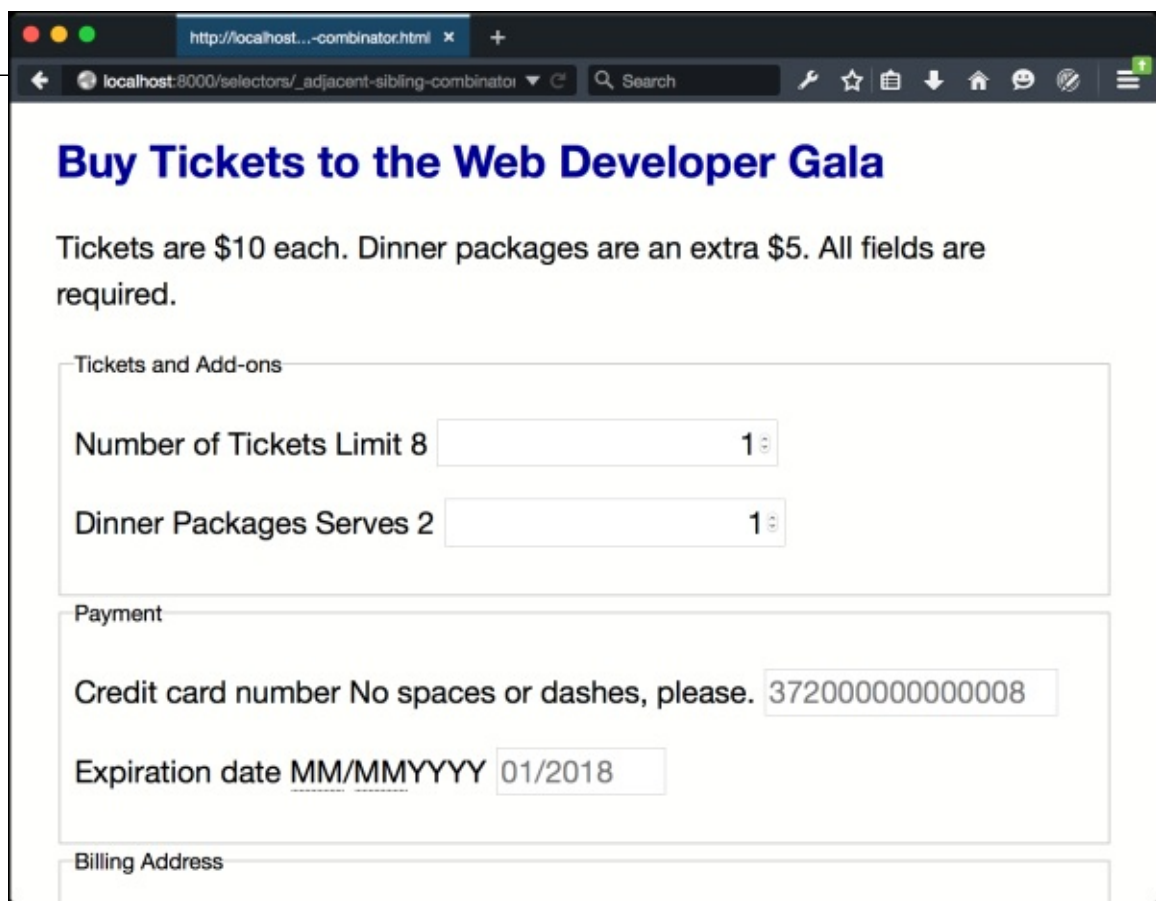 http://localhost...-combinator.html × +
localhost:8000/selectors/_adjacent-sibling-combinator Search
Buy Tickets to the Web Developer Gala
Tickets are $10 each. Dinner packages are an extra $5. All fields are
required.
Tickets and Add-ons
Number of Tickets Limit 8 1
Dinner Packages Serves 2 1
Payment
Credit card number No spaces or dashes, please. 372000000000008
Expiration date MM/MMYYYY 01/2018
Billing Address